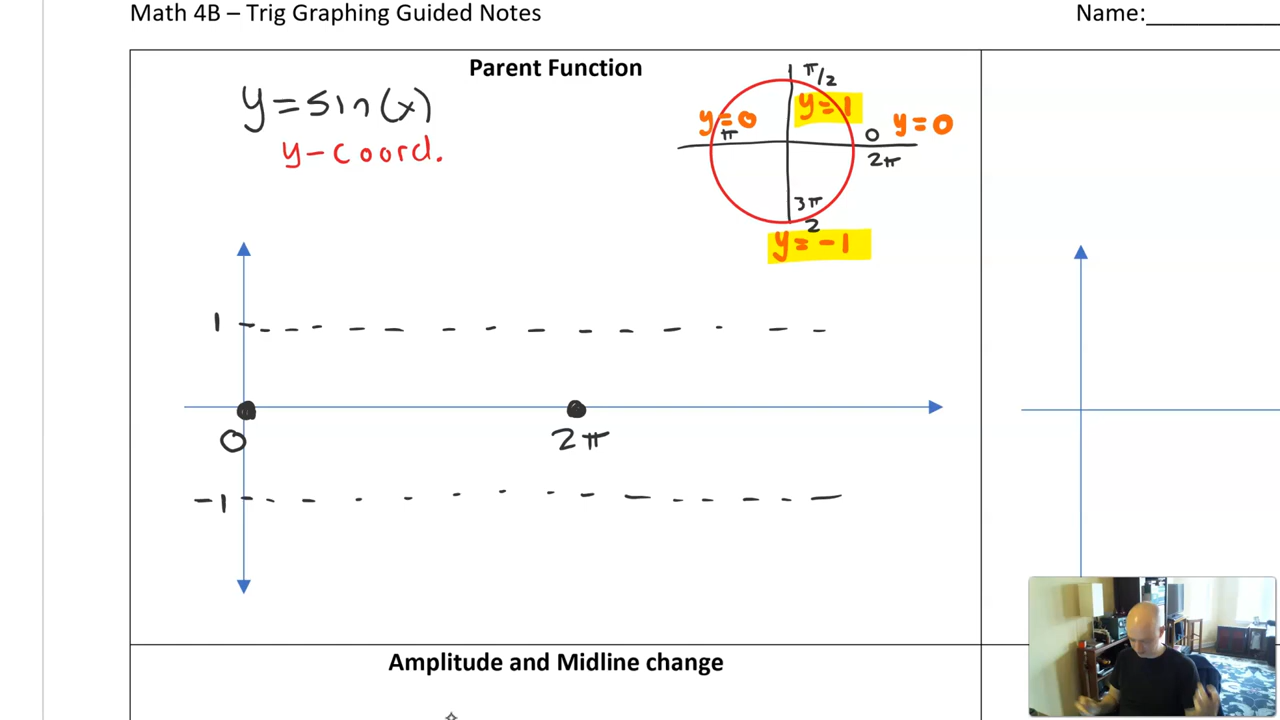 Math 4B – Trig Graphing Guided Notes
Name:____________
Parent Function
y=sin(x)
y-coord.
π/2
y=1
y=0
π
0
y=0
2π
3π
2
y=-1
1
0
2π
-1
Amplitude and Midline change